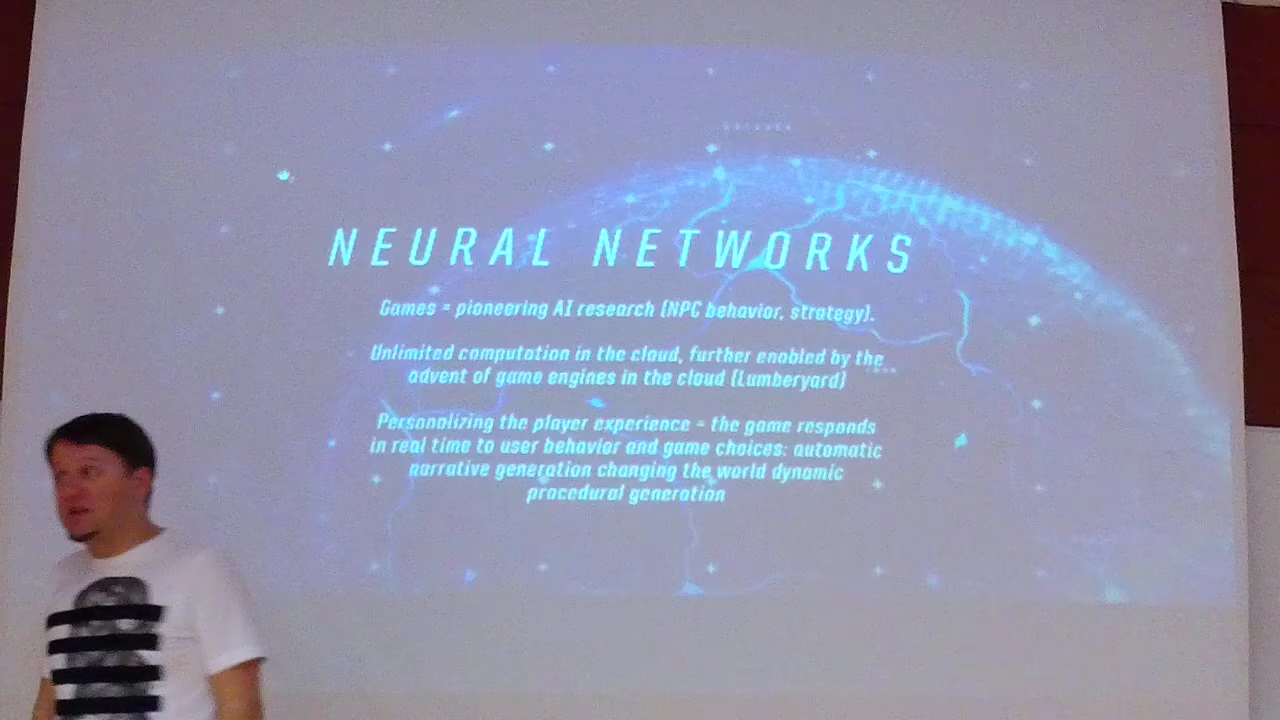 NEURAL NETWORKS
Games = pioneering AI research (NPC behavior, strategy).
Unlimited computation in the cloud, further enabled by the
advent of game engines in the cloud (Lumberyard)
Personalizing the player experience = the game responds
in real time to user behavior and game choices: automatic
narrative generation changing the world dynamic
procedural generation